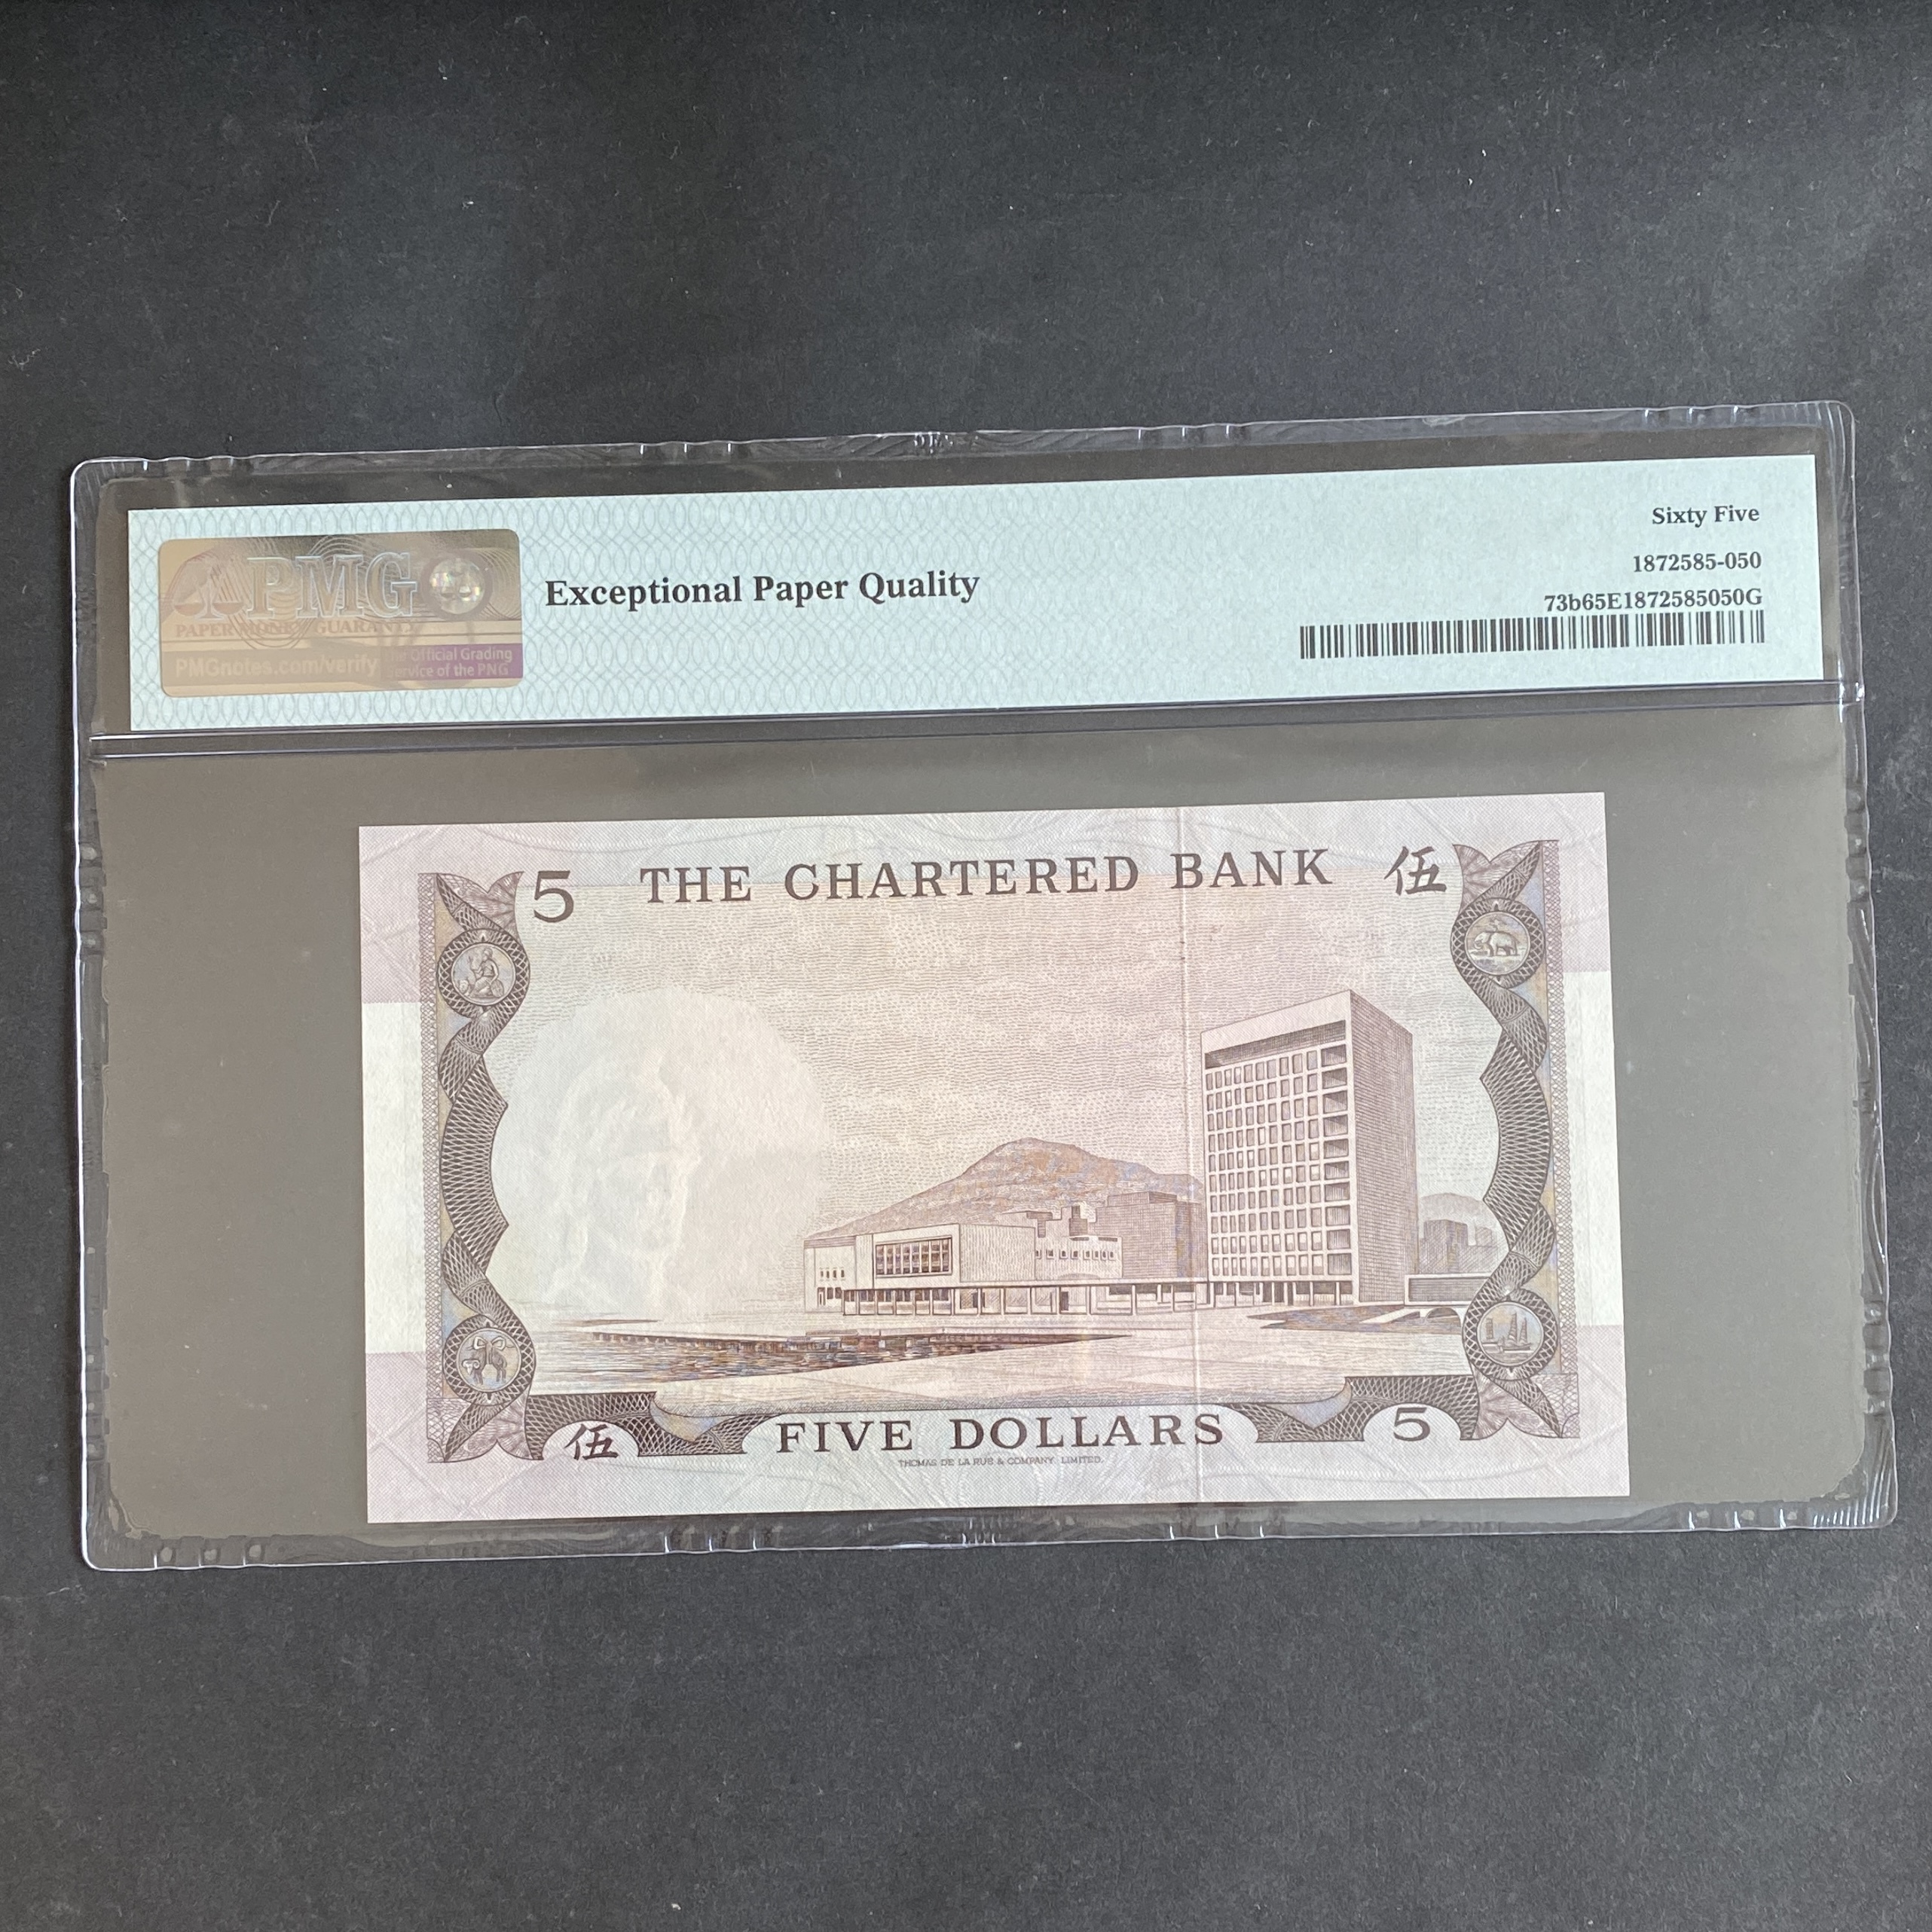 Sixty Five
PMG
PAPER MONEY GUARANTY
Exceptional Paper Quality
1872585-050
73b65E1872585050G
PMGnotes.com/verify
The Official Grading
Service of the PNG
5 THE CHARTERED BANK 伍
伍 FIVE DOLLARS 5
THOMAS DE LA RUE & COMPANY, LIMITED.